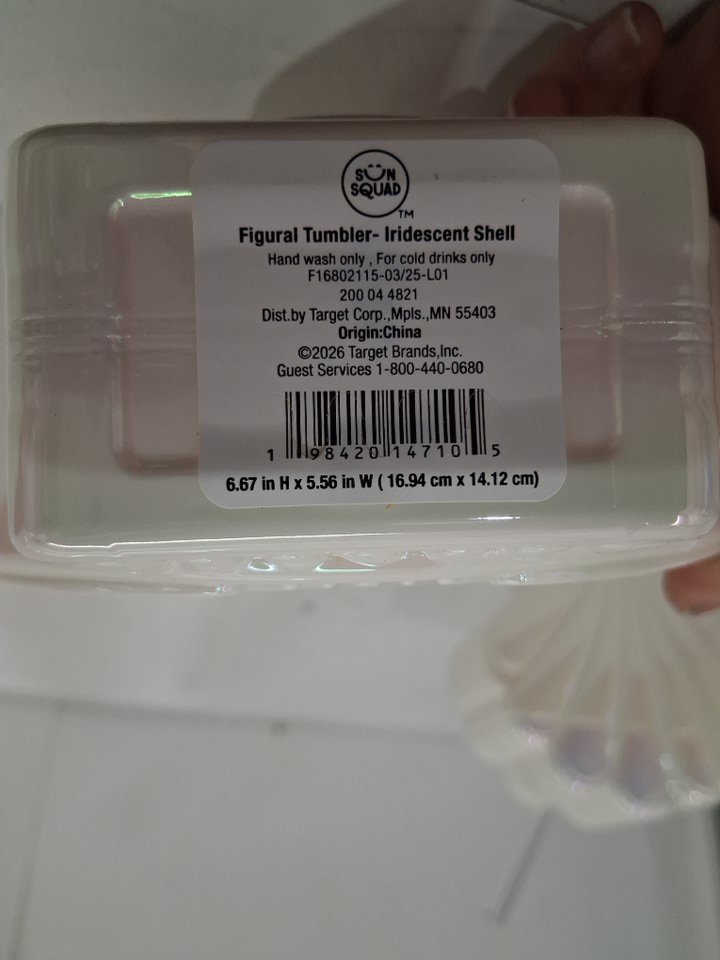 SUN
SQUAD
TM
Figural Tumbler- Iridescent Shell
Hand wash only , For cold drinks only
F16802115-03/25-L01
200 04 4821
Dist.by Target Corp.,Mpls.,MN 55403
Origin:China
©2026 Target Brands,Inc.
Guest Services 1-800-440-0680
1 98420 14710 5
6.67 in H x 5.56 in W ( 16.94 cm x 14.12 cm)